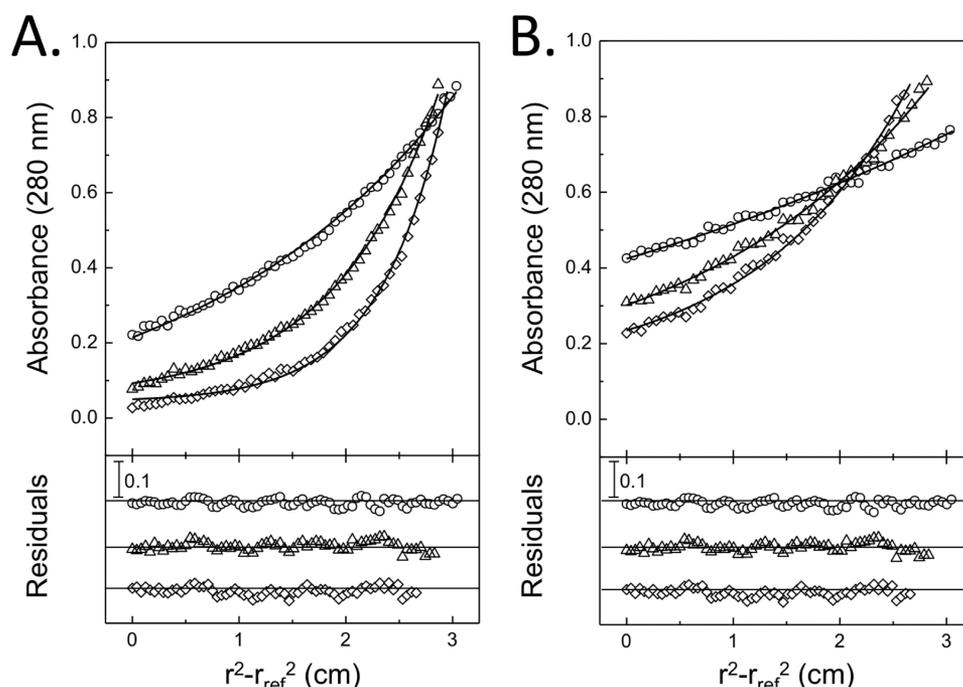 A.
1.0
0.8
0.6
0.4
0.2
0.0
Absorbance (280 nm)
0.1
Residuals
0 1 2 3
r²-r_ref² (cm)
B.
1.0
0.8
0.6
0.4
0.2
0.0
Absorbance (280 nm)
0.1
Residuals
0 1 2 3
r²-r_ref² (cm)